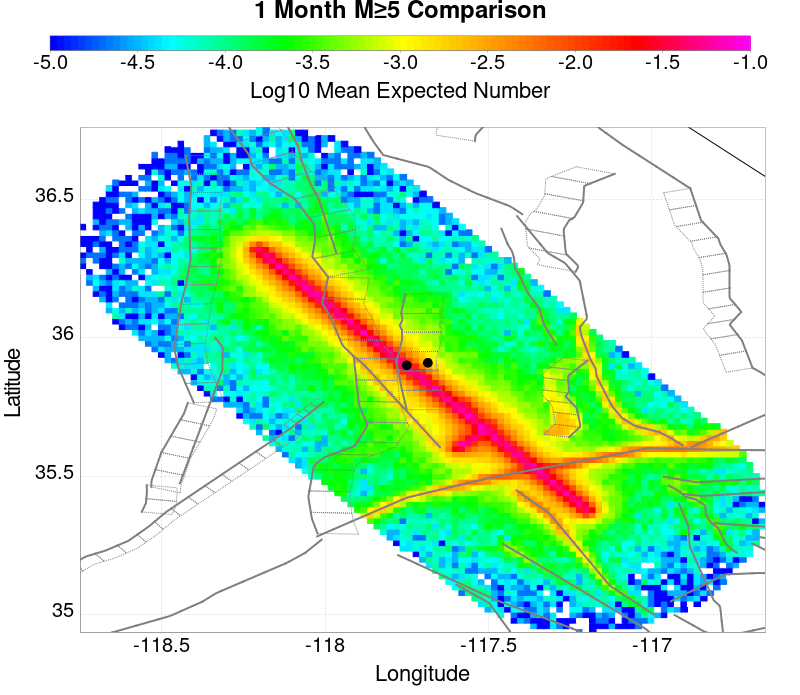 1 Month M≥5 Comparison
-5.0 -4.5 -4.0 -3.5 -3.0 -2.5 -2.0 -1.5 -1.0
Log10 Mean Expected Number
36.5
36
35.5
35
Latitude
-118.5 -118 -117.5 -117
Longitude